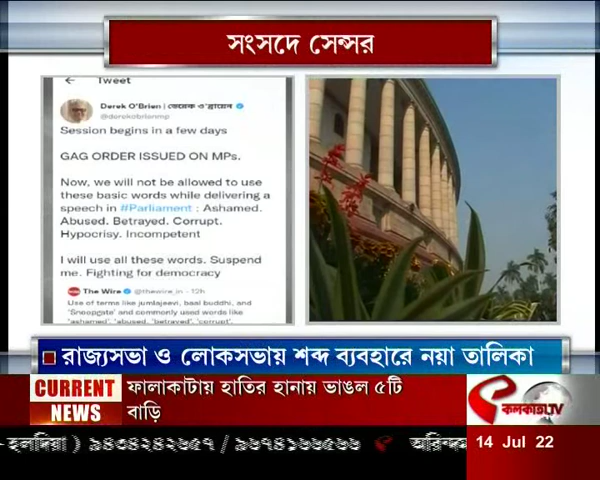 সংসদে সেন্সর
Tweet
Derek O'Brien | ডেরেক ও'ব্রায়েন
@derekobrienmp
Session begins in a few days
GAG ORDER ISSUED ON MPs.
Now, we will not be allowed to use
these basic words while delivering a
speech in #Parliament : Ashamed.
Abused. Betrayed. Corrupt.
Hypocrisy. Incompetent
I will use all these words. Suspend
me. Fighting for democracy
The Wire @thewire_in · 12h
Use of terms like jumlajeevi, baal buddhi, and
'Snoopgate' and commonly used words like
'ashamed', 'abused, 'betrayed', 'corrupt',
রাজ্যসভা ও লোকসভায় শব্দ ব্যবহারে নয়া তালিকা
CURRENT NEWS
ফালাকাটায় হাতির হানায় ভাঙল ৫টি
বাড়ি
কলকাতা TV
- হলদিয়া ) ৯৪৩৪২৪২৬৫৭ / ৯৬৭৪১৬৬৫৬৬
14 Jul 22